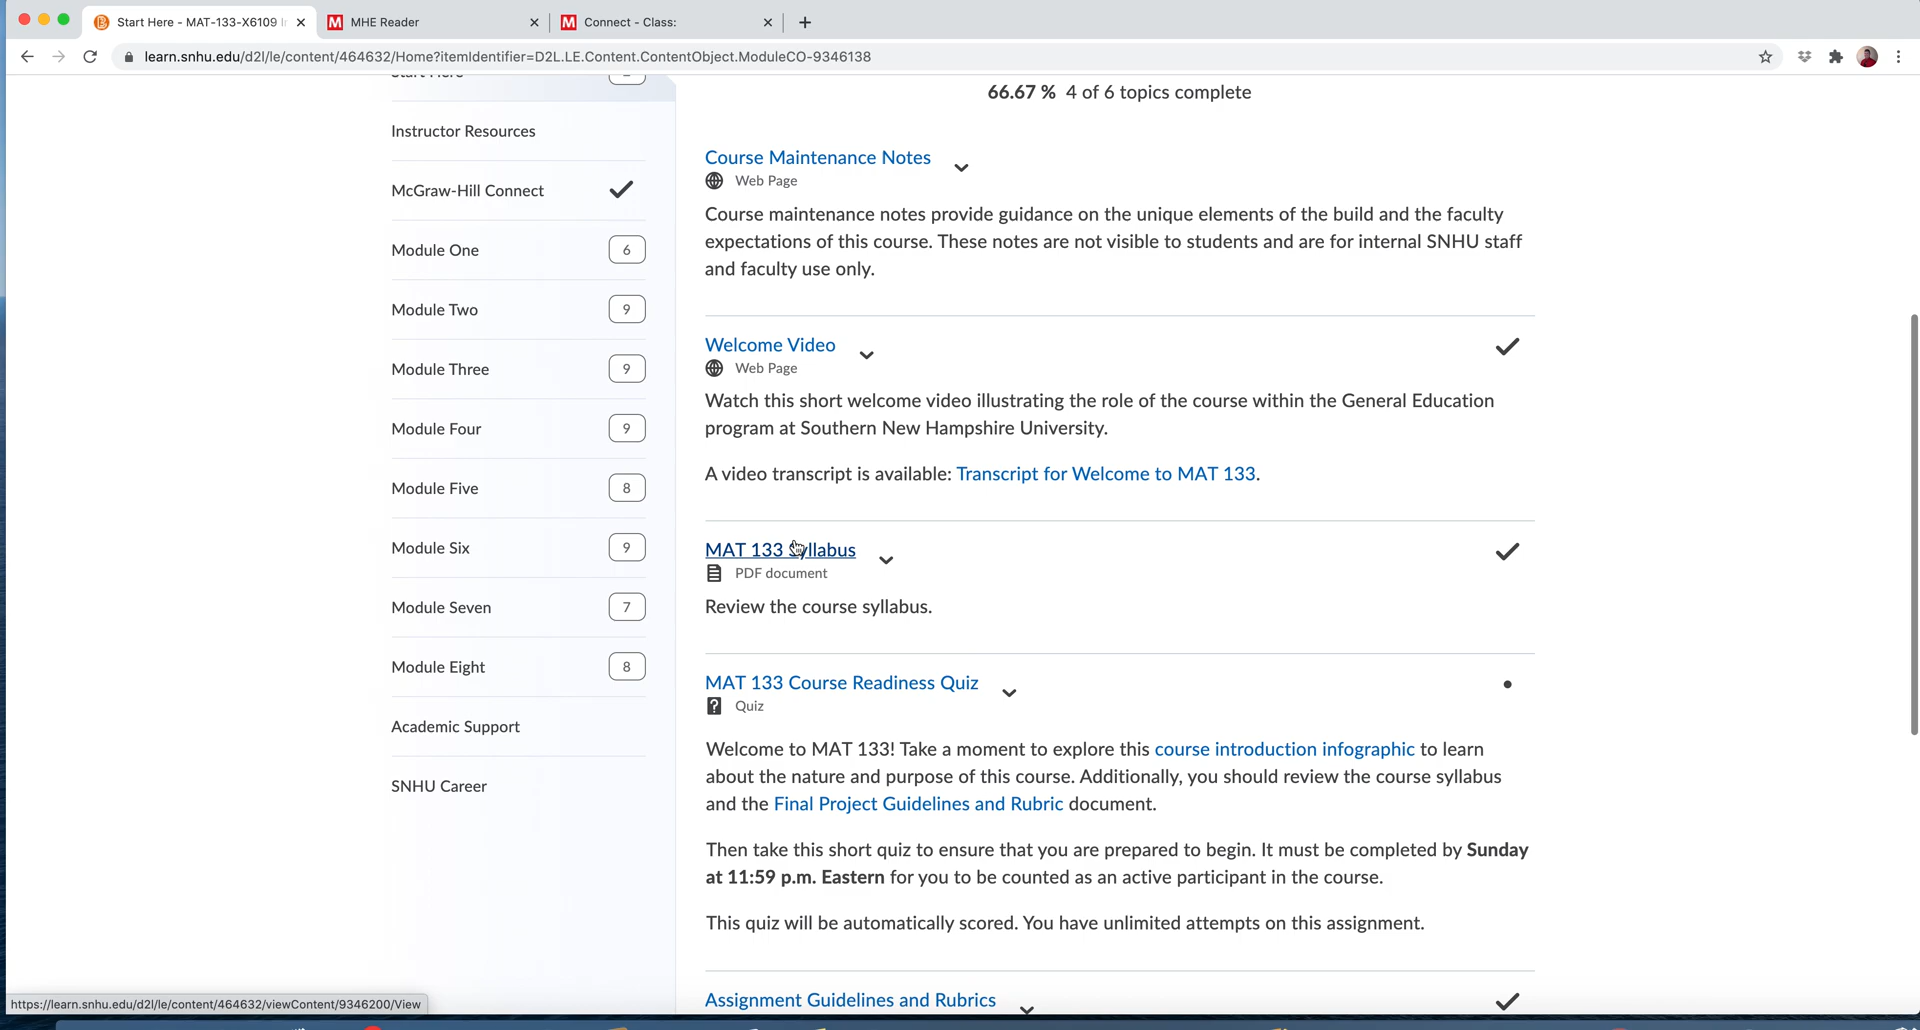 Start Here - MAT-133-X6109 I
MHE Reader
Connect - Class:
learn.snhu.edu/d2l/le/content/464632/Home?itemIdentifier=D2L.LE.Content.ContentObject.ModuleCO-9346138
Start Here
Instructor Resources
McGraw-Hill Connect
Module One 6
Module Two 9
Module Three 9
Module Four 9
Module Five 8
Module Six 9
Module Seven 7
Module Eight 8
Academic Support
SNHU Career
66.67 % 4 of 6 topics complete
Course Maintenance Notes
Web Page
Course maintenance notes provide guidance on the unique elements of the build and the faculty
expectations of this course. These notes are not visible to students and are for internal SNHU staff
and faculty use only.
Welcome Video
Web Page
Watch this short welcome video illustrating the role of the course within the General Education
program at Southern New Hampshire University.
A video transcript is available: Transcript for Welcome to MAT 133.
MAT 133 Syllabus
PDF document
Review the course syllabus.
MAT 133 Course Readiness Quiz
Quiz
Welcome to MAT 133! Take a moment to explore this course introduction infographic to learn
about the nature and purpose of this course. Additionally, you should review the course syllabus
and the Final Project Guidelines and Rubric document.
Then take this short quiz to ensure that you are prepared to begin. It must be completed by Sunday
at 11:59 p.m. Eastern for you to be counted as an active participant in the course.
This quiz will be automatically scored. You have unlimited attempts on this assignment.
Assignment Guidelines and Rubrics
https://learn.snhu.edu/d2l/le/content/464632/viewContent/9346200/View